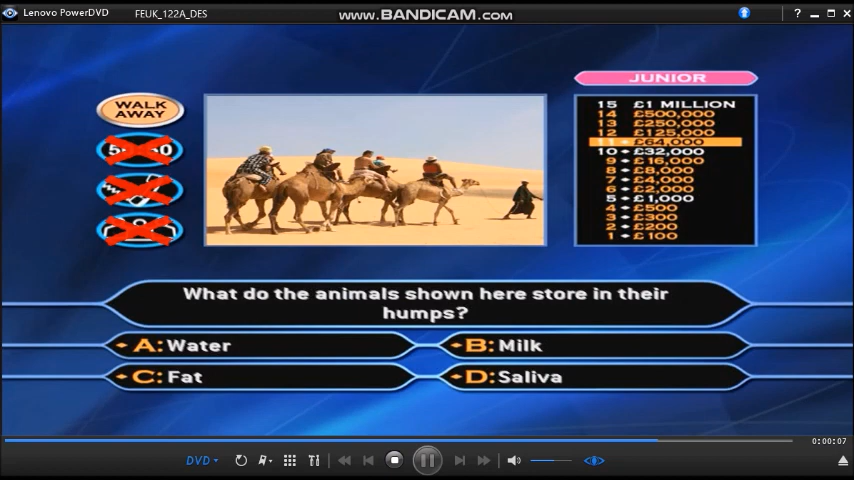 Lenovo PowerDVD
FEUK_122A_DES
www.BANDICAM.com
?
WALK
AWAY
JUNIOR
15 £1 MILLION
14 £500,000
13 £250,000
12 £125,000
11 £64,000
10 £32,000
9 £16,000
8 £8,000
7 £4,000
6 £2,000
5 £1,000
4 £500
3 £300
2 £200
1 £100
What do the animals shown here store in their
humps?
A: Water
B: Milk
C: Fat
D: Saliva
0:00:07
DVD